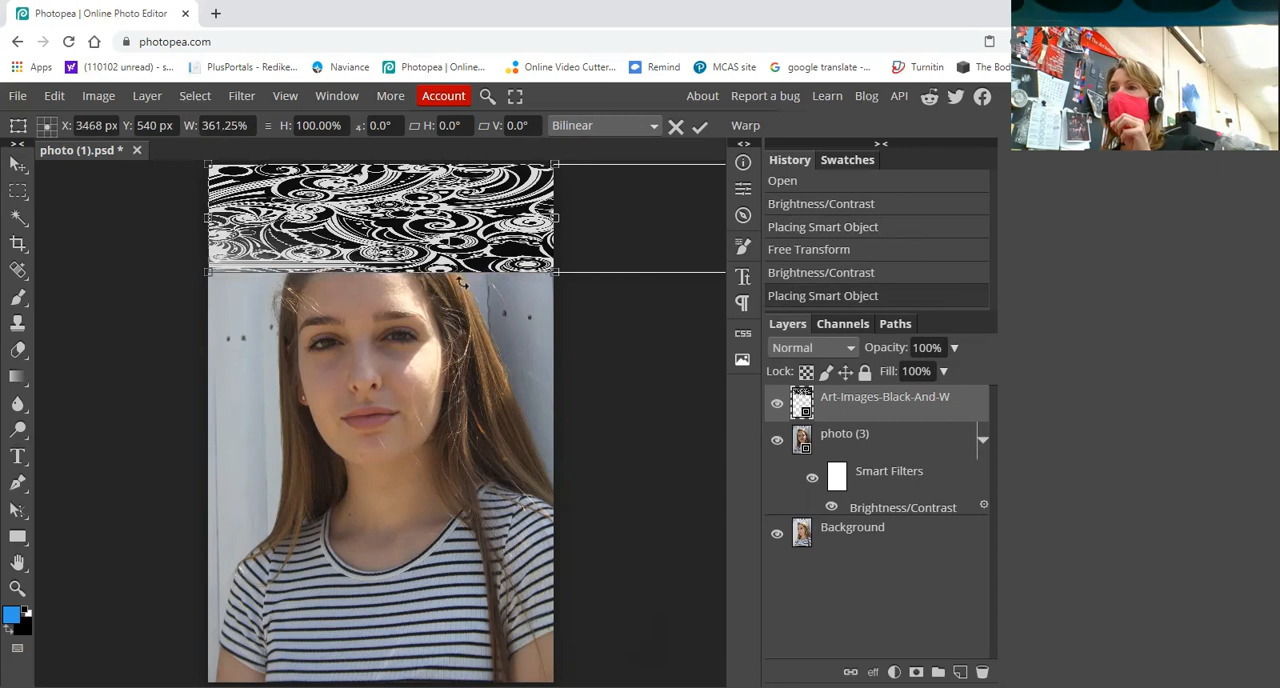 Photopea | Online Photo Editor
photopea.com
Apps
(110102 unread) - s...
PlusPortals - Redike...
Naviance
Photopea | Online...
Online Video Cutter...
Remind
MCAS site
google translate -...
Turnitin
The Bod
File Edit Image Layer Select Filter View Window More Account About Report a bug Learn Blog API
X: 3468 px Y: 540 px W: 361.25% H: 100.00% 0.0° H: 0.0° V: 0.0° Bilinear Warp
photo (1).psd *
History Swatches
Open
Brightness/Contrast
Placing Smart Object
Free Transform
Brightness/Contrast
Placing Smart Object
CSS
Layers Channels Paths
Normal Opacity: 100%
Lock: Fill: 100%
Art-Images-Black-And-W
photo (3)
Smart Filters
Brightness/Contrast
Background
eff